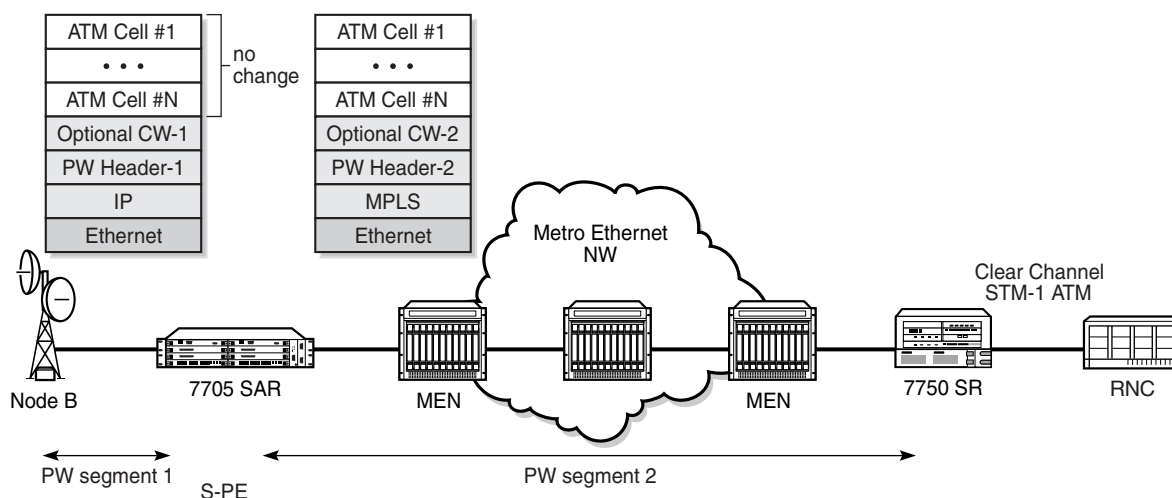 ATM Cell #1
• • •
ATM Cell #N
Optional CW-1
PW Header-1
IP
Ethernet
no
change
ATM Cell #1
• • •
ATM Cell #N
Optional CW-2
PW Header-2
MPLS
Ethernet
Metro Ethernet
NW
Clear Channel
STM-1 ATM
Node B
7705 SAR
MEN
MEN
7750 SR
RNC
PW segment 1
S-PE
PW segment 2